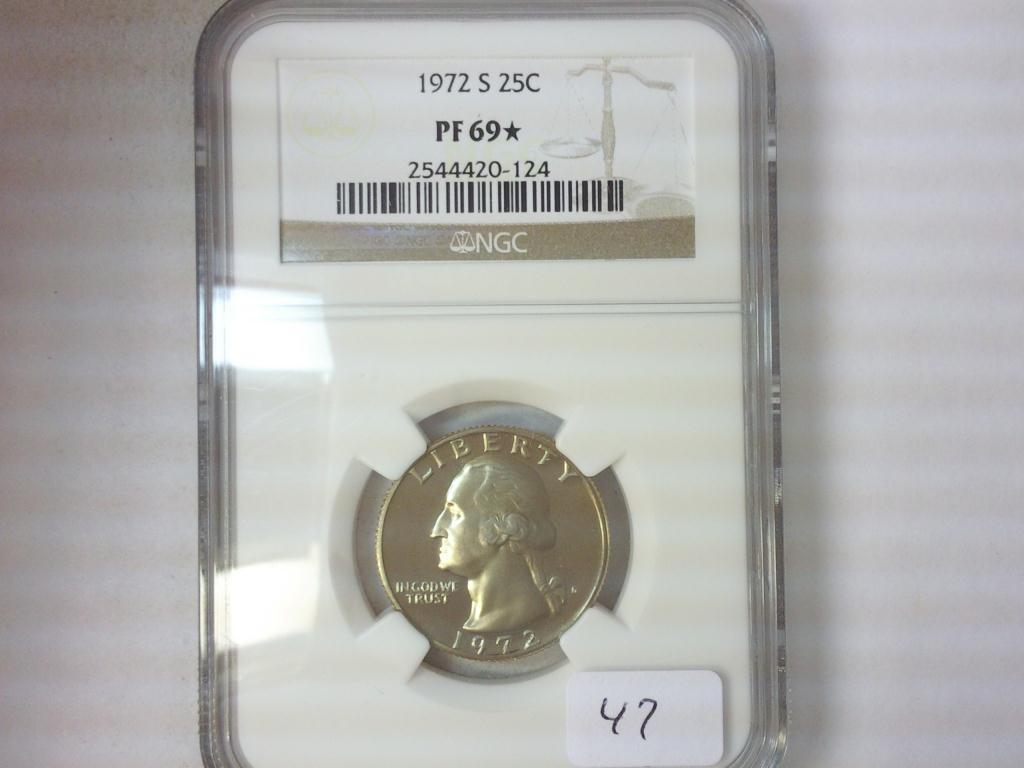 1972 S 25C
PF 69★
2544420-124
NGC
LIBERTY
IN GOD WE
TRUST
1972
47